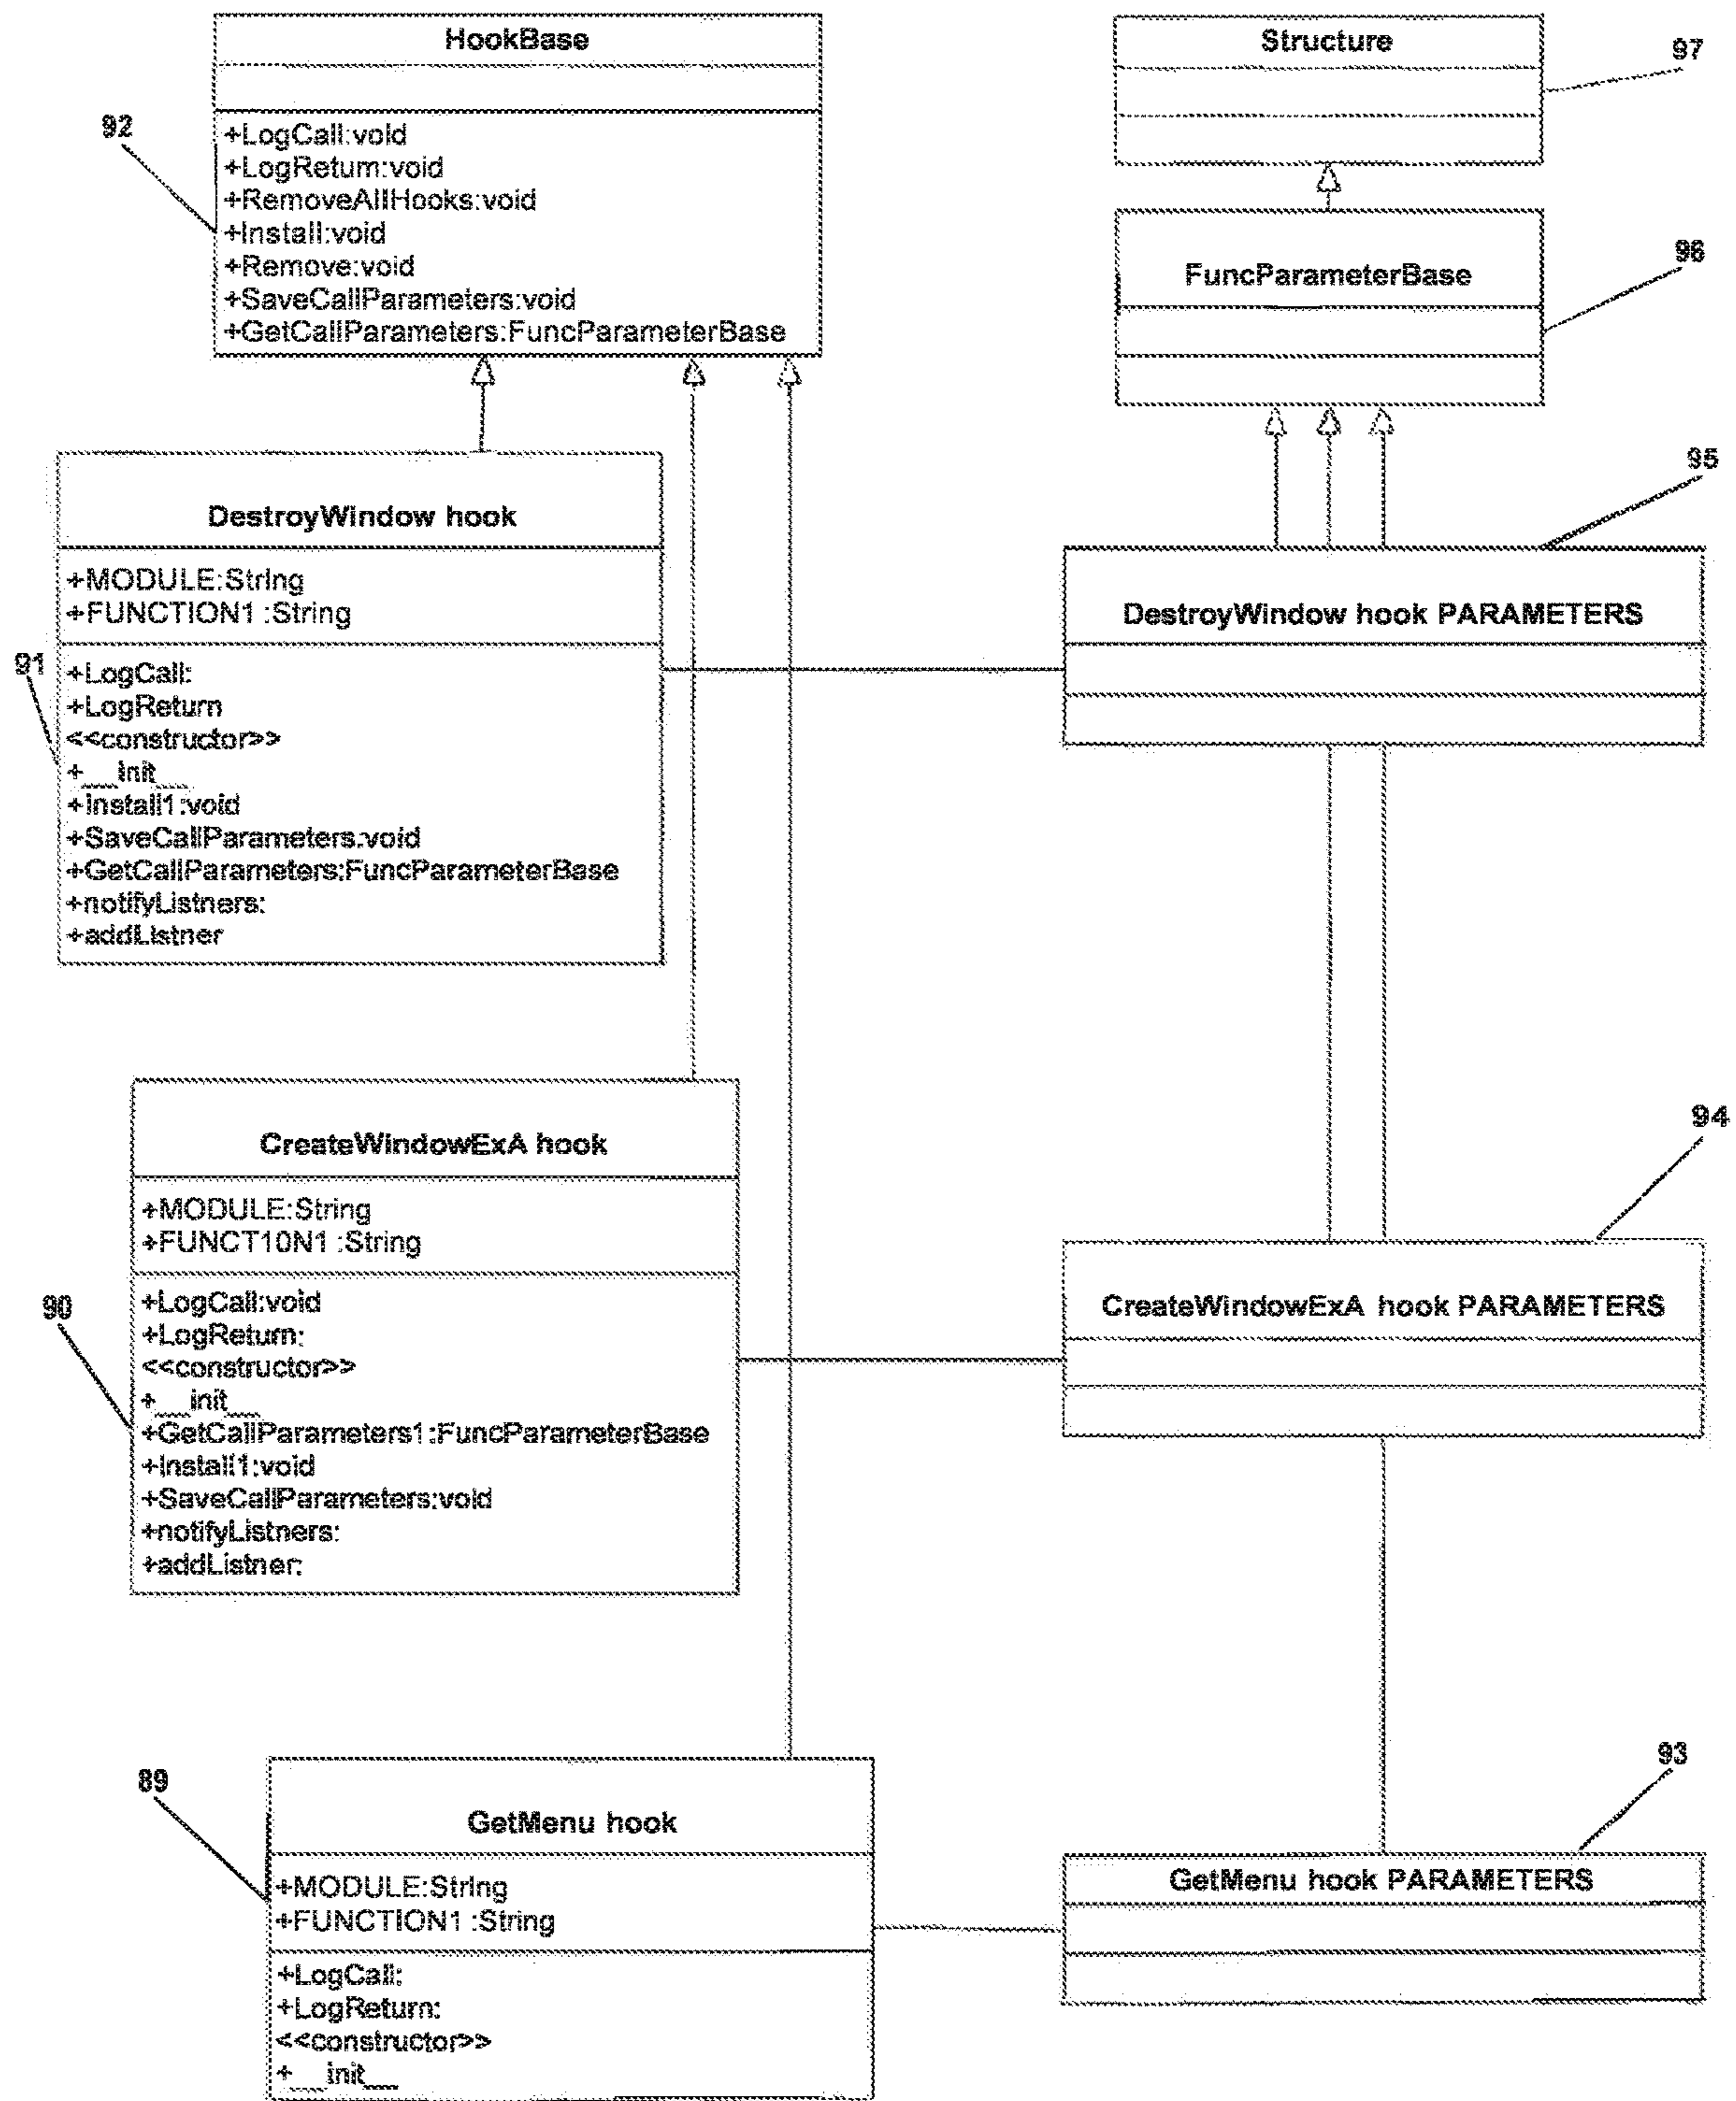 HookBase
+LogCall:void
+LogReturn:void
+RemoveAllHooks:void
+Install:void
+Remove:void
+SaveCallParameters:void
+GetCallParameters:FuncParameterBase
92
Structure
97
FuncParameterBase
96
DestroyWindow hook
+MODULE:String
+FUNCTION1 :String
+LogCall:
+LogReturn
<<constructor>>
+__init__
+Install1:void
+SaveCallParameters:void
+GetCallParameters:FuncParameterBase
+notifyListners:
+addListner
91
95
DestroyWindow hook PARAMETERS
CreateWindowExA hook
+MODULE:String
+FUNCT10N1 :String
+LogCall:void
+LogReturn:
<<constructor>>
+__init__
+GetCallParameters1:FuncParameterBase
+Install1:void
+SaveCallParameters:void
+notifyListners:
+addListner:
90
94
CreateWindowExA hook PARAMETERS
89
GetMenu hook
+MODULE:String
+FUNCTION1 :String
+LogCall:
+LogReturn:
<<constructor>>
+__init__
93
GetMenu hook PARAMETERS